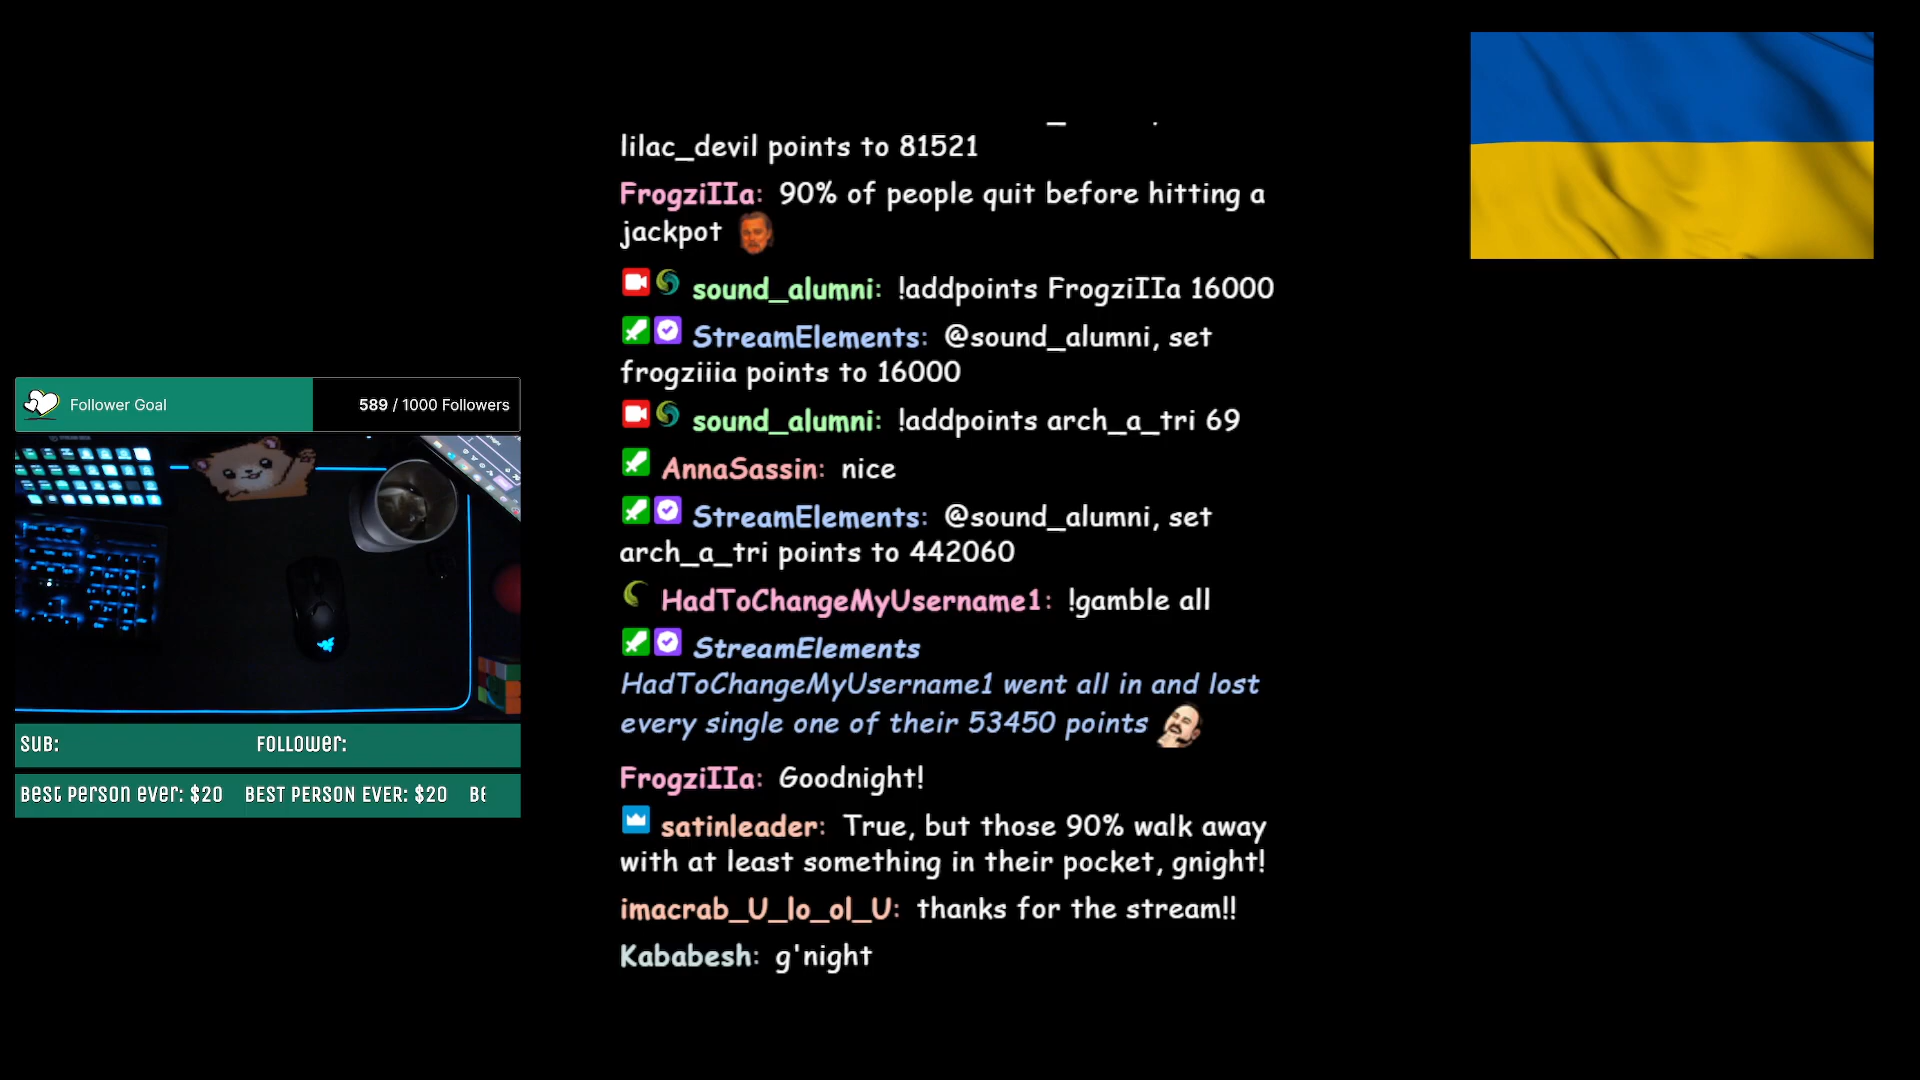 lilac_devil points to 81521
FrogziIIa: 90% of people quit before hitting a
jackpot
sound_alumni: !addpoints FrogziIIa 16000
StreamElements: @sound_alumni, set
frogziiia points to 16000
sound_alumni: !addpoints arch_a_tri 69
AnnaSassin: nice
StreamElements: @sound_alumni, set
arch_a_tri points to 442060
HadToChangeMyUsername1: !gamble all
StreamElements
HadToChangeMyUsername1 went all in and lost
every single one of their 53450 points
FrogziIIa: Goodnight!
satinleader: True, but those 90% walk away
with at least something in their pocket, gnight!
imacrab_U_lo_ol_U: thanks for the stream!!
Kababesh: g'night
Follower Goal 589 / 1000 Followers
SUB: FOLLOWER:
Best Person ever: $20 BEST PERSON EVER: $20 BE